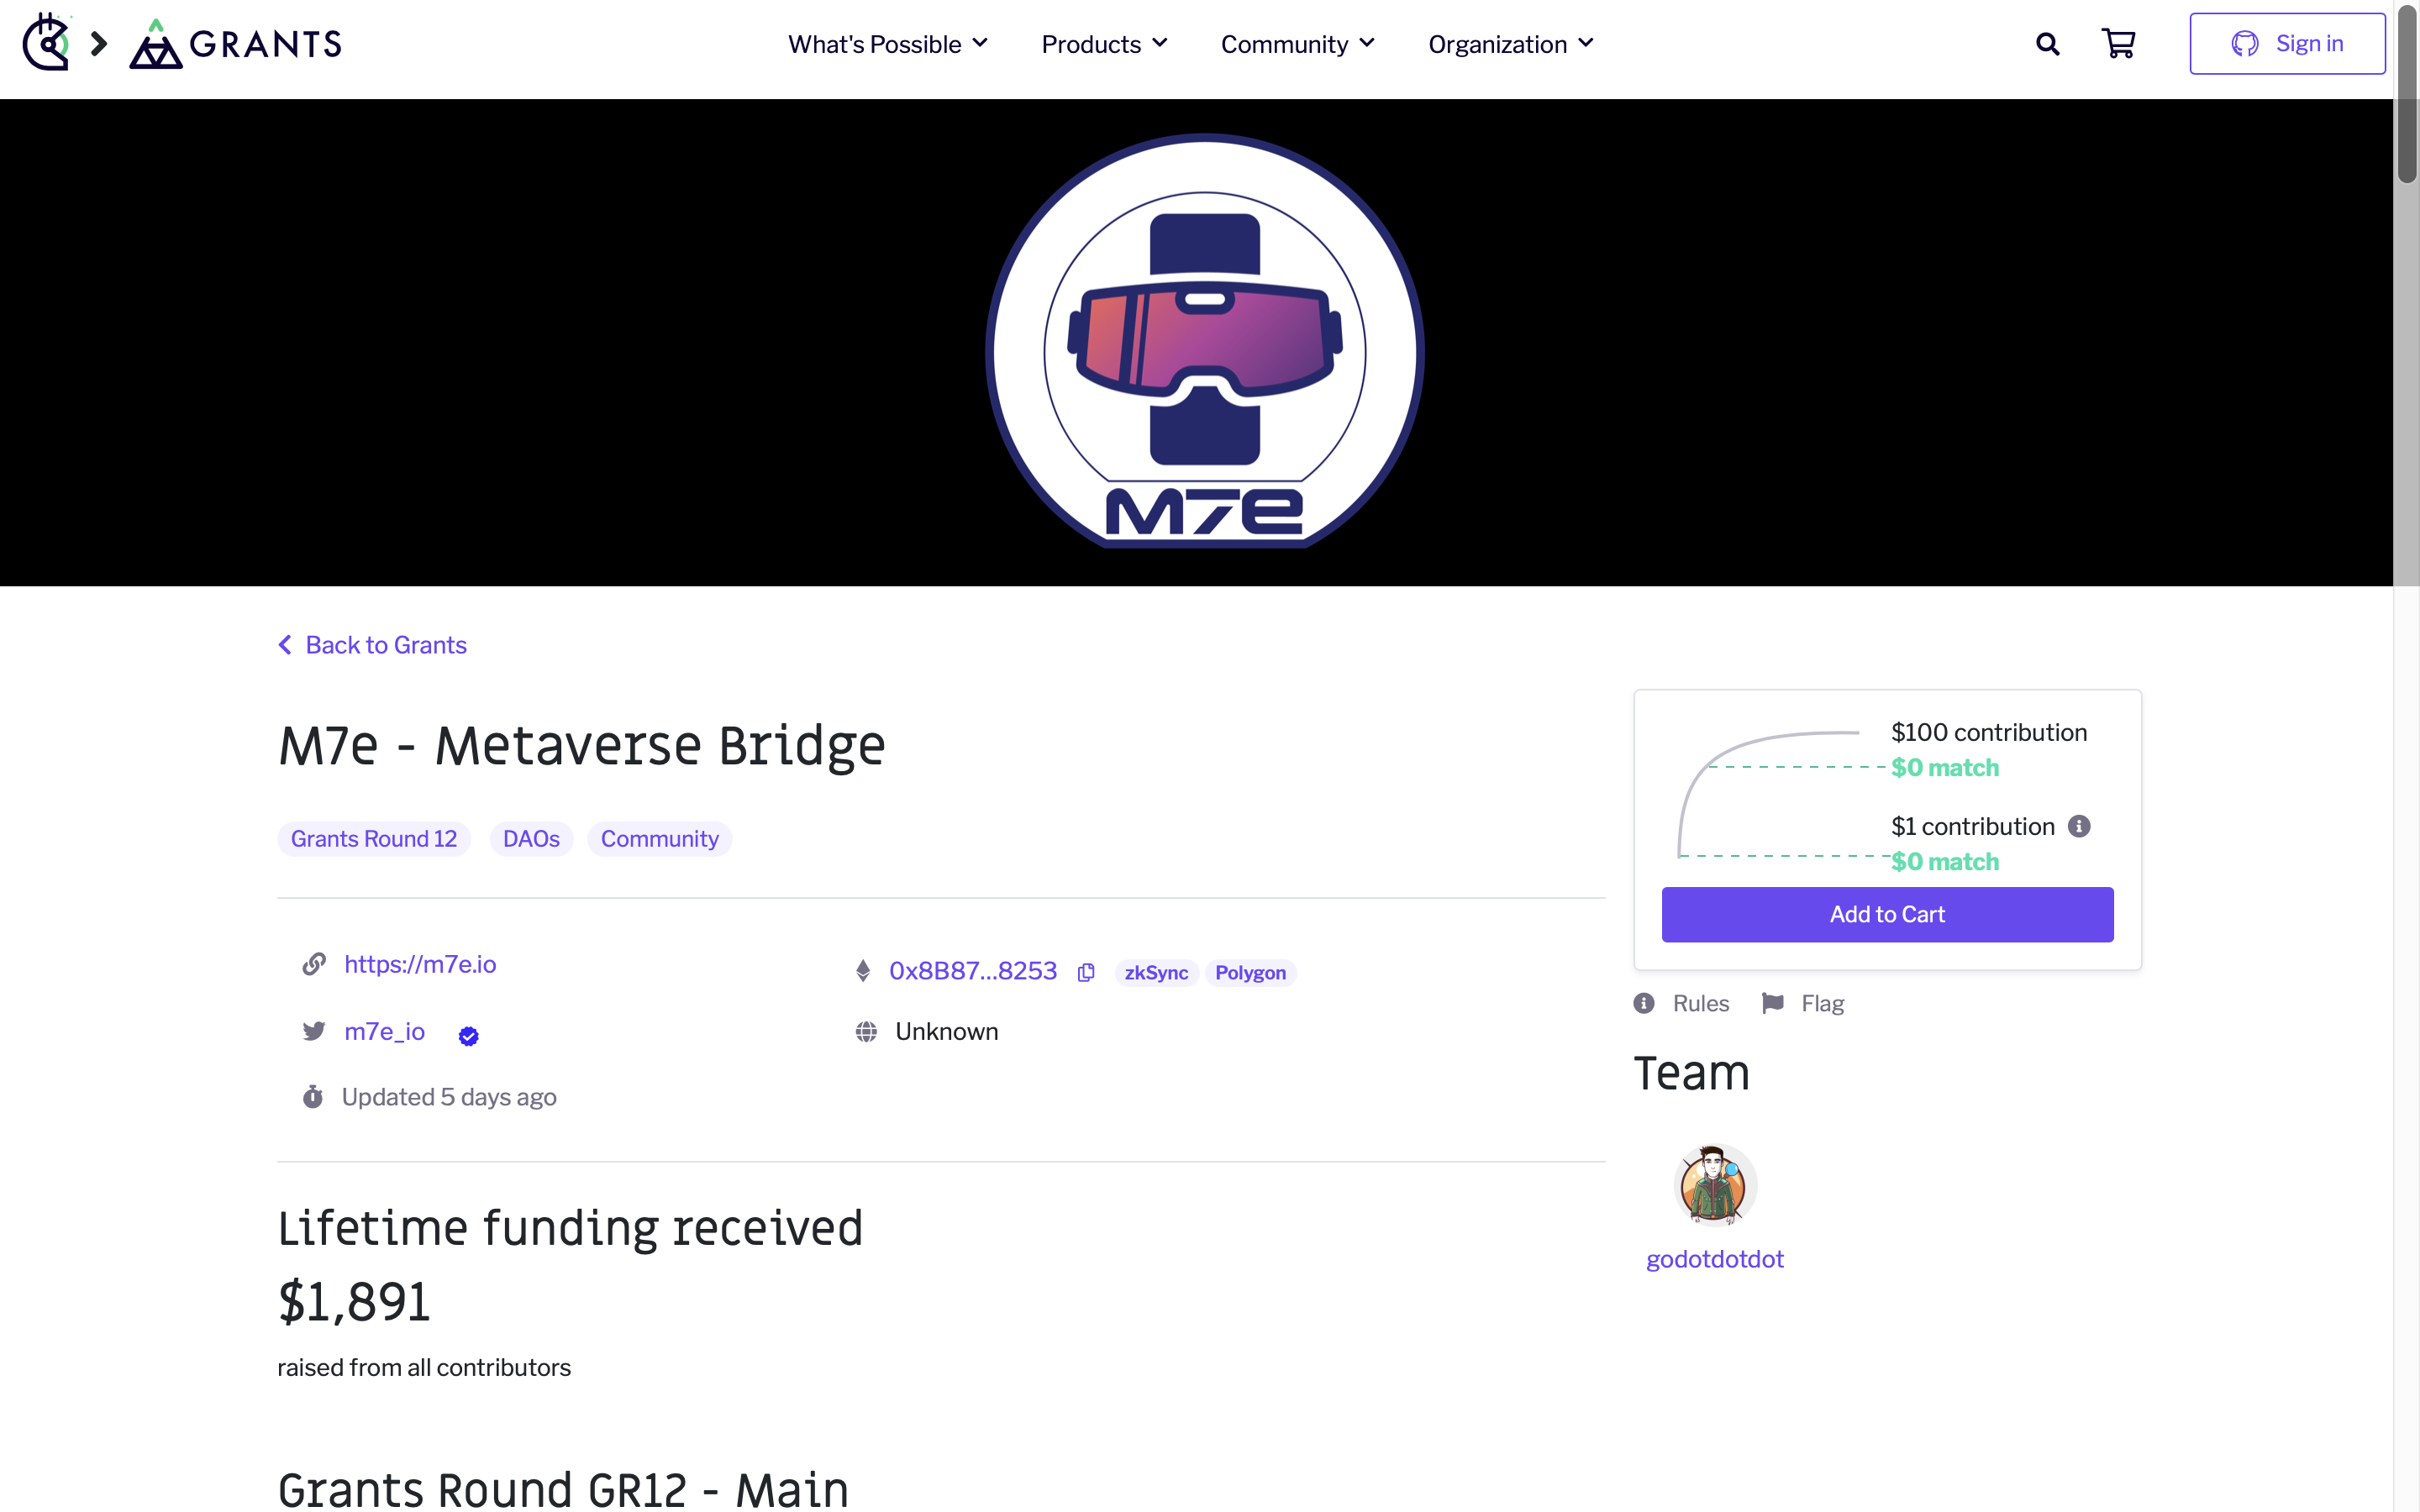 GRANTS
What's Possible
Products
Community
Organization
Sign in
M7e
Back to Grants
M7e - Metaverse Bridge
Grants Round 12
DAOs
Community
https://m7e.io
0x8B87...8253
zkSync
Polygon
m7e_io
Unknown
Updated 5 days ago
Lifetime funding received
$1,891
raised from all contributors
Grants Round GR12 - Main
$100 contribution
$0 match
$1 contribution
$0 match
Add to Cart
Rules
Flag
Team
godotdotdot